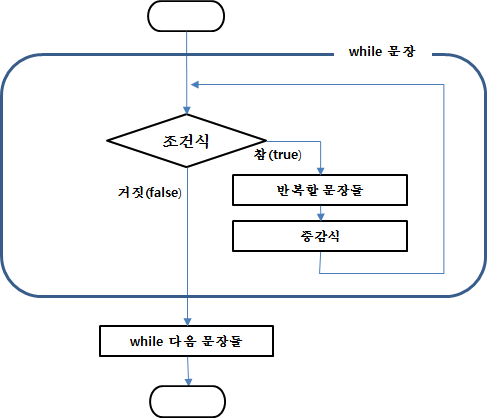 while 문장
조건식
참(true)
거짓(false)
반복할 문장들
증감식
while 다음 문장들